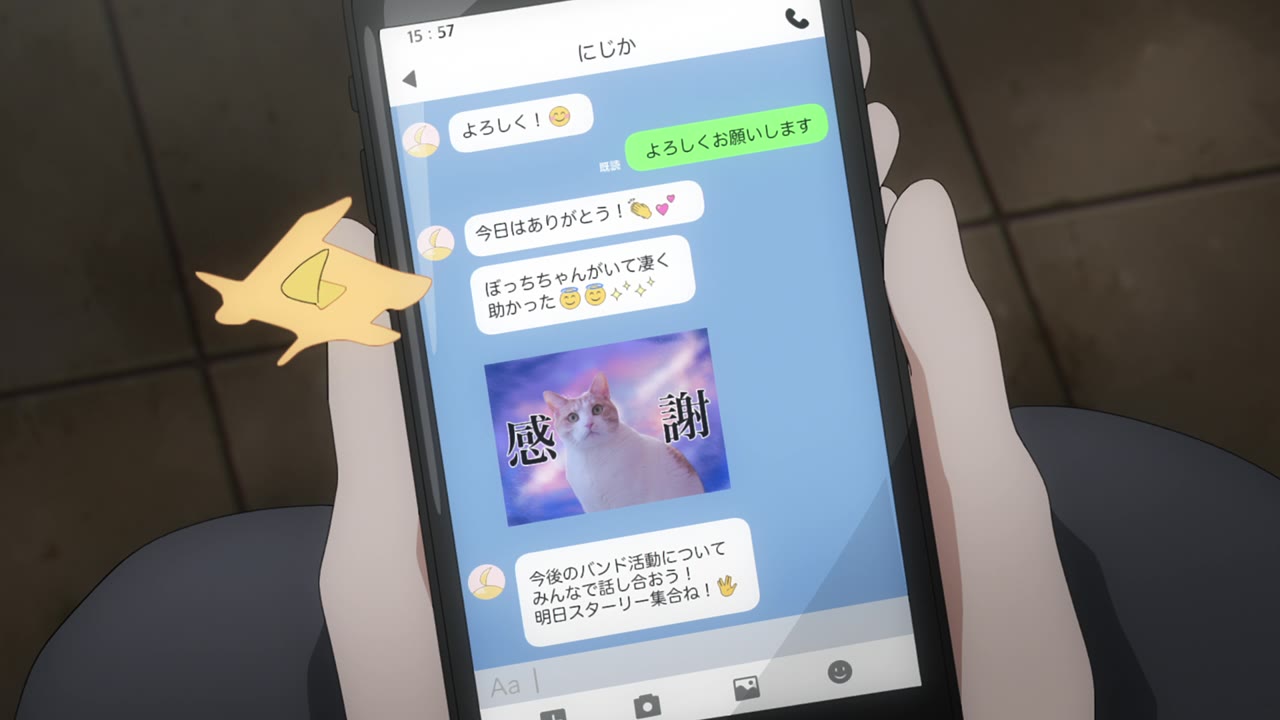 15:57
にじか
よろしく！😊
よろしくお願いします
既読
今日はありがとう！👏💕
ぼっちちゃんがいて凄く
助かった😇😇✨✨
感謝
今後のバンド活動について
みんなで話し合おう！
明日スターリー集合ね！🖖
Aa